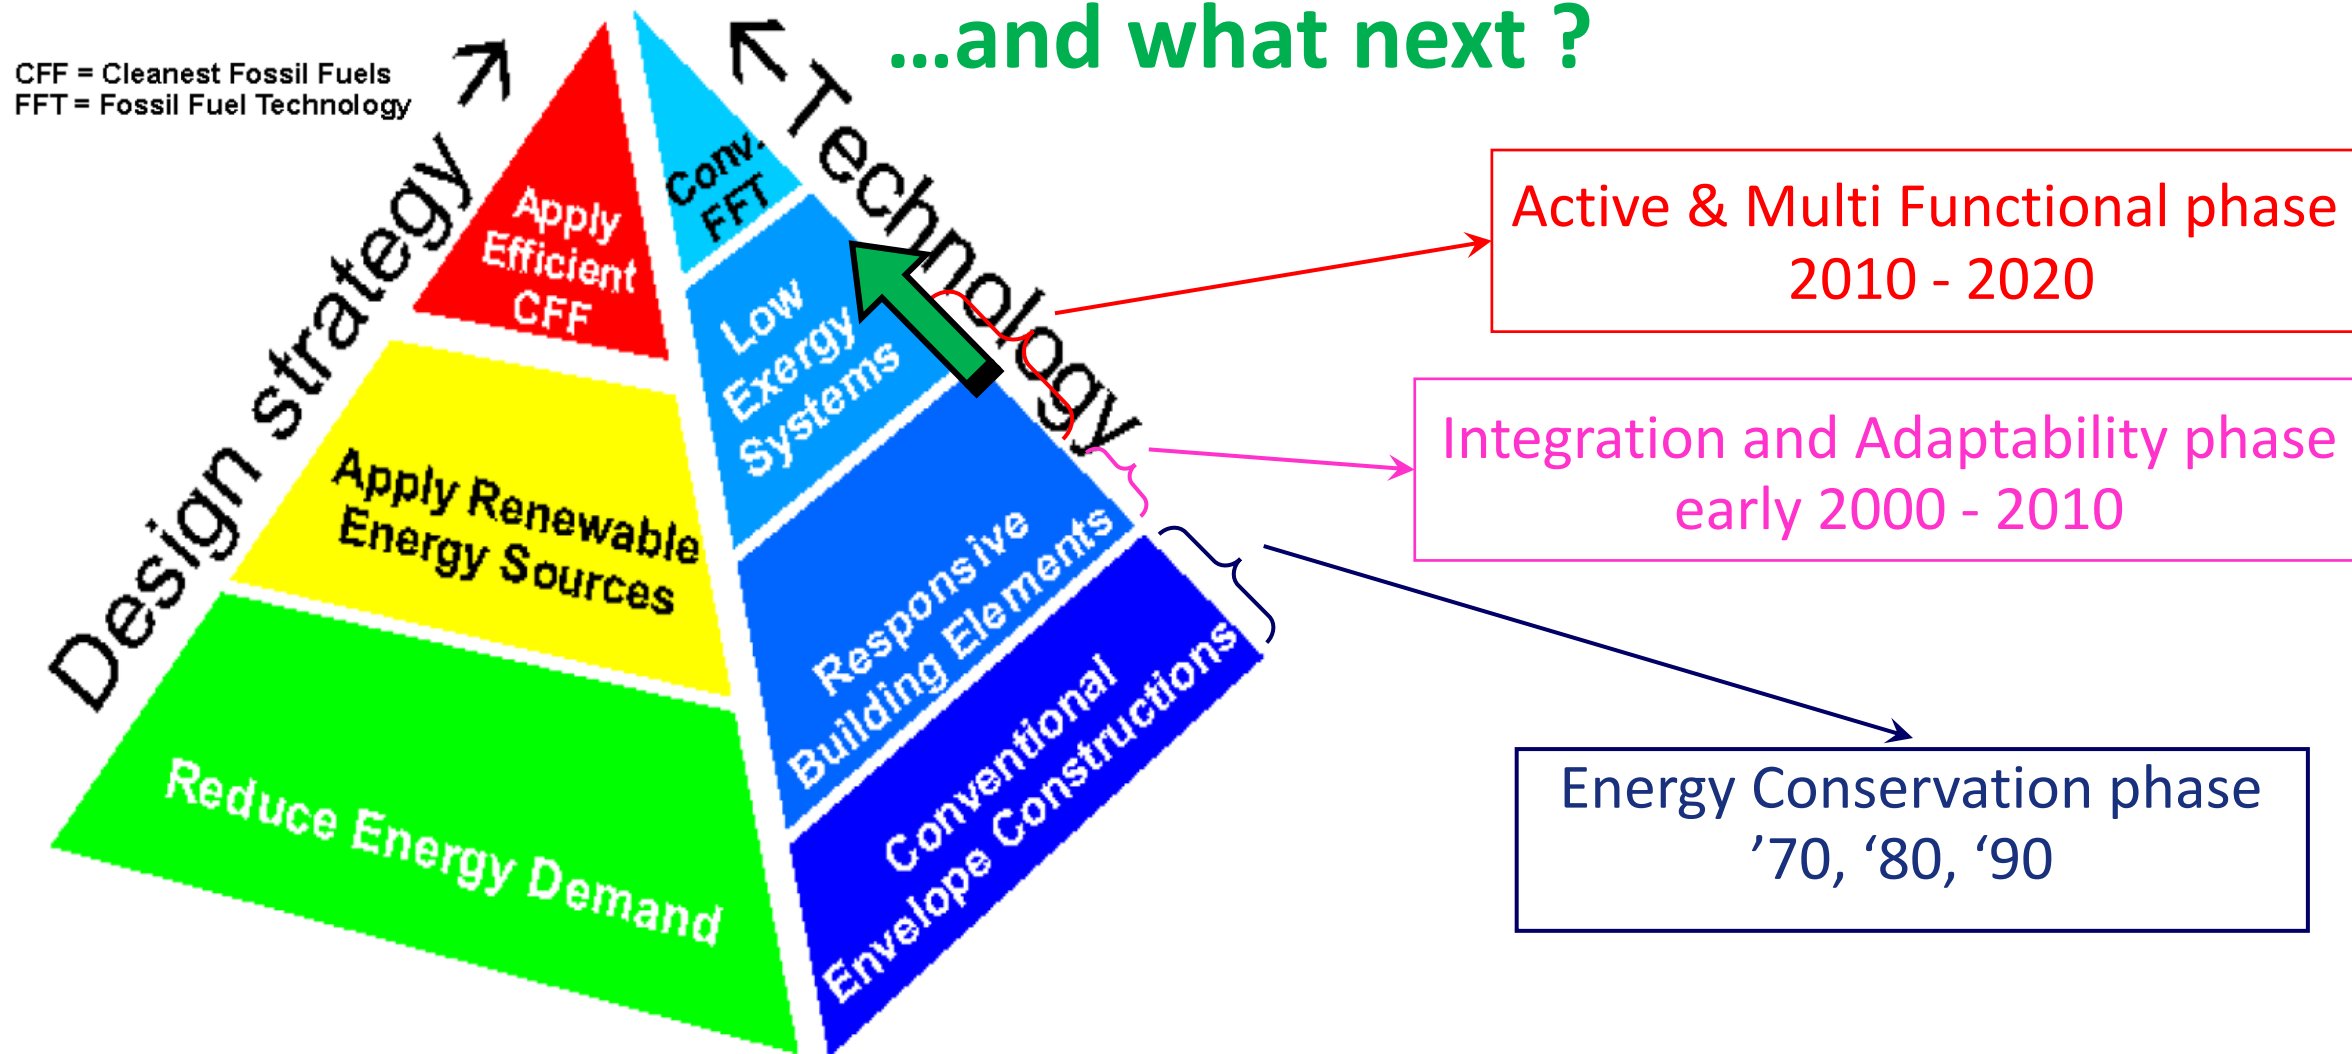 ...and what next ?
CFF = Cleanest Fossil Fuels
FFT = Fossil Fuel Technology
Design strategy
Technology
Apply
Efficient
CFF
Apply Renewable
Energy Sources
Reduce Energy Demand
Conv.
FFT
Low
Exergy
Systems
Responsive
Building Elements
Conventional
Envelope Constructions
Active & Multi Functional phase
2010 - 2020
Integration and Adaptability phase
early 2000 - 2010
Energy Conservation phase
’70, ‘80, ‘90